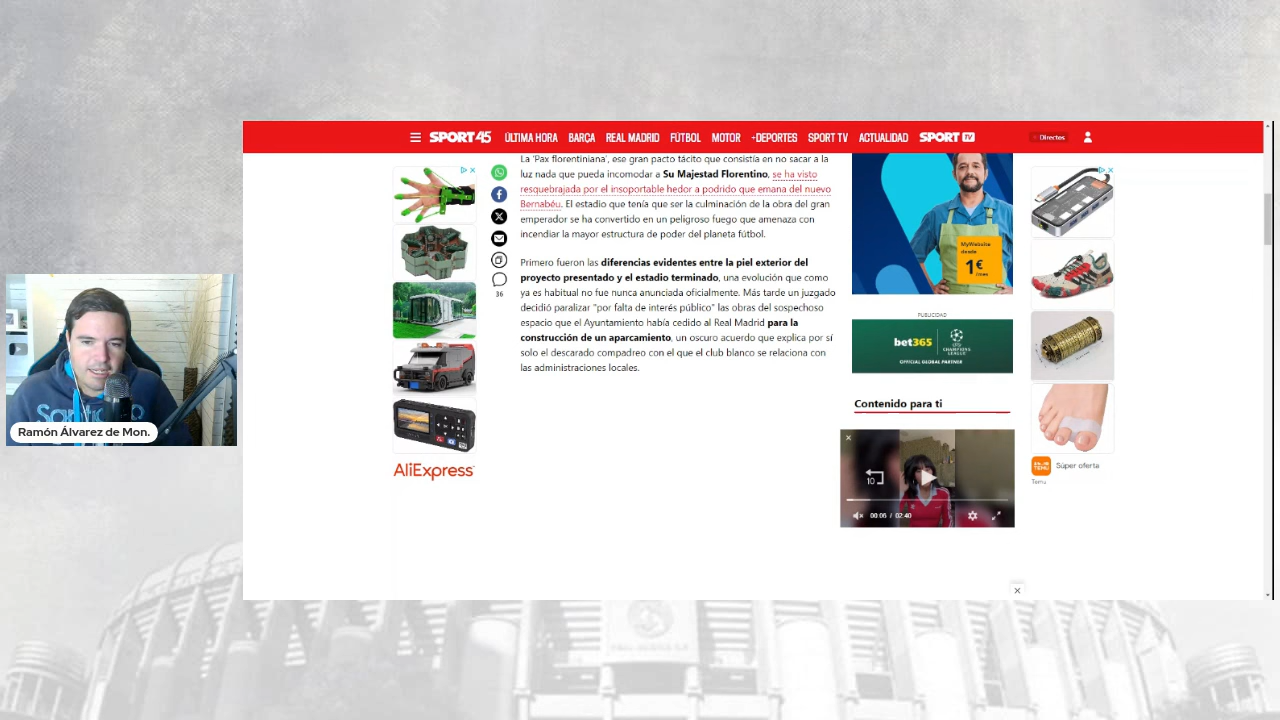 SPORT 45
ÚLTIMA HORA
BARÇA
REAL MADRID
FÚTBOL
MOTOR
+DEPORTES
SPORT TV
ACTUALIDAD
SPORT TV
Directos
La 'Pax florentiniana', ese gran pacto tácito que consistía en no sacar a la
luz nada que pueda incomodar a Su Majestad Florentino, se ha visto
resquebrajada por el insoportable hedor a podrido que emana del nuevo
Bernabéu. El estadio que tenía que ser la culminación de la obra del gran
emperador se ha convertido en un peligroso fuego que amenaza con
incendiar la mayor estructura de poder del planeta fútbol.
Primero fueron las diferencias evidentes entre la piel exterior del
proyecto presentado y el estadio terminado, una evolución que como
ya es habitual no fue nunca anunciada oficialmente. Más tarde un juzgado
decidió paralizar "por falta de interés público" las obras del sospechoso
espacio que el Ayuntamiento había cedido al Real Madrid para la
construcción de un aparcamiento, un oscuro acuerdo que explica por sí
solo el descarado compadreo con el que el club blanco se relaciona con
las administraciones locales.
36
MyWebsite
desde
1€
/mes
PUBLICIDAD
bet365
CHAMPIONS
LEAGUE
OFFICIAL GLOBAL PARTNER
Contenido para ti
10
00:06 / 02:40
AliExpress
TEMU
Súper oferta
Temu
Ramón Álvarez de Mon.